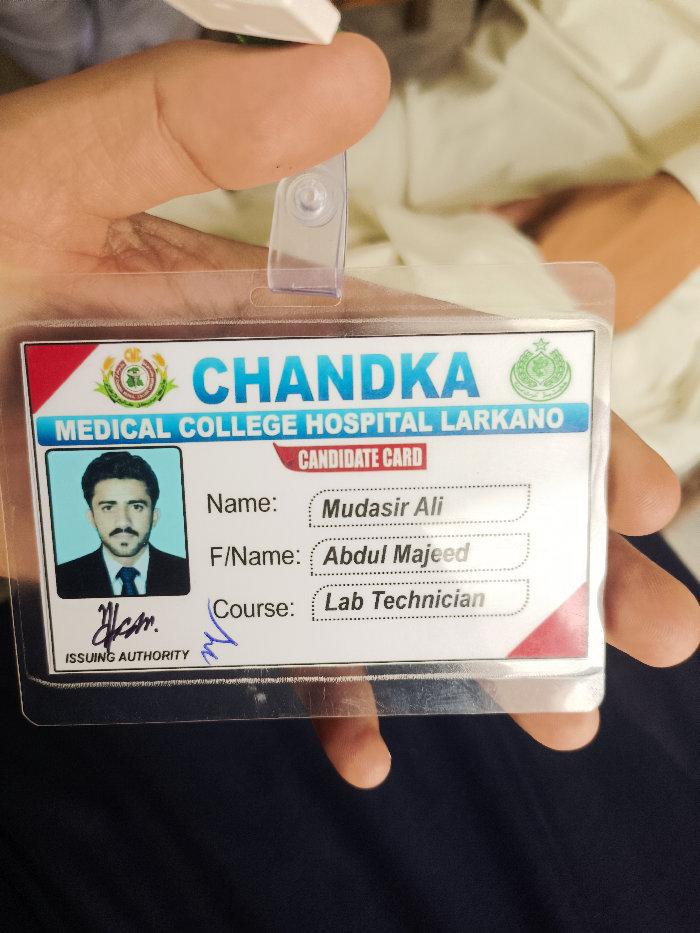 CHANDKA
MEDICAL COLLEGE HOSPITAL LARKANO
CANDIDATE CARD
Name: Mudasir Ali
F/Name: Abdul Majeed
Course: Lab Technician
ISSUING AUTHORITY